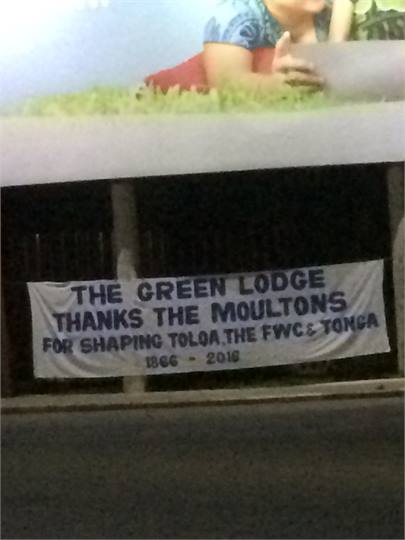 THE GREEN LODGE
THANKS THE MOULTONS
FOR SHAPING TOLOA, THE FWC & TONGA
1866 - 2016